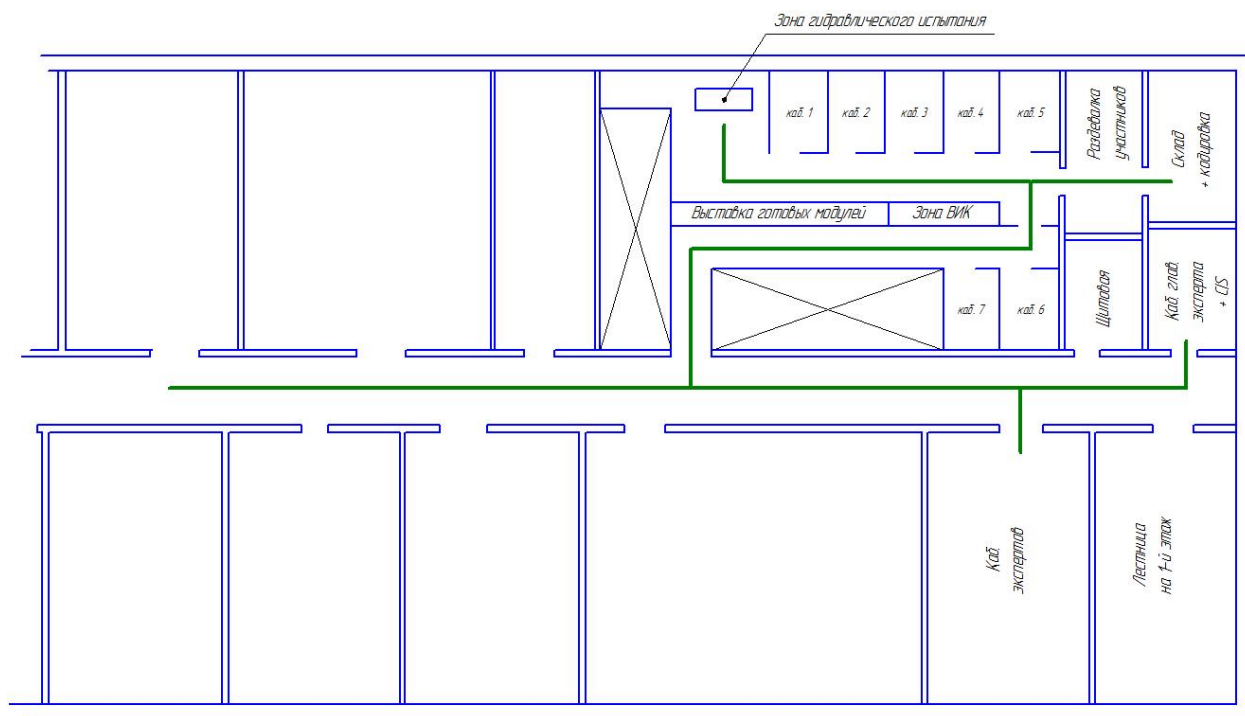 Зона гидравлического испытания
каб. 1
каб. 2
каб. 3
каб. 4
каб. 5
Раздевалка
участников
Склад
+ кодировка
Выставка готовых модулей
Зона ВИК
каб. 7
каб. 6
Щитовая
Каб. глав.
эксперта
+ CIS
Каб.
экспертов
Лестница
на 1-й этаж